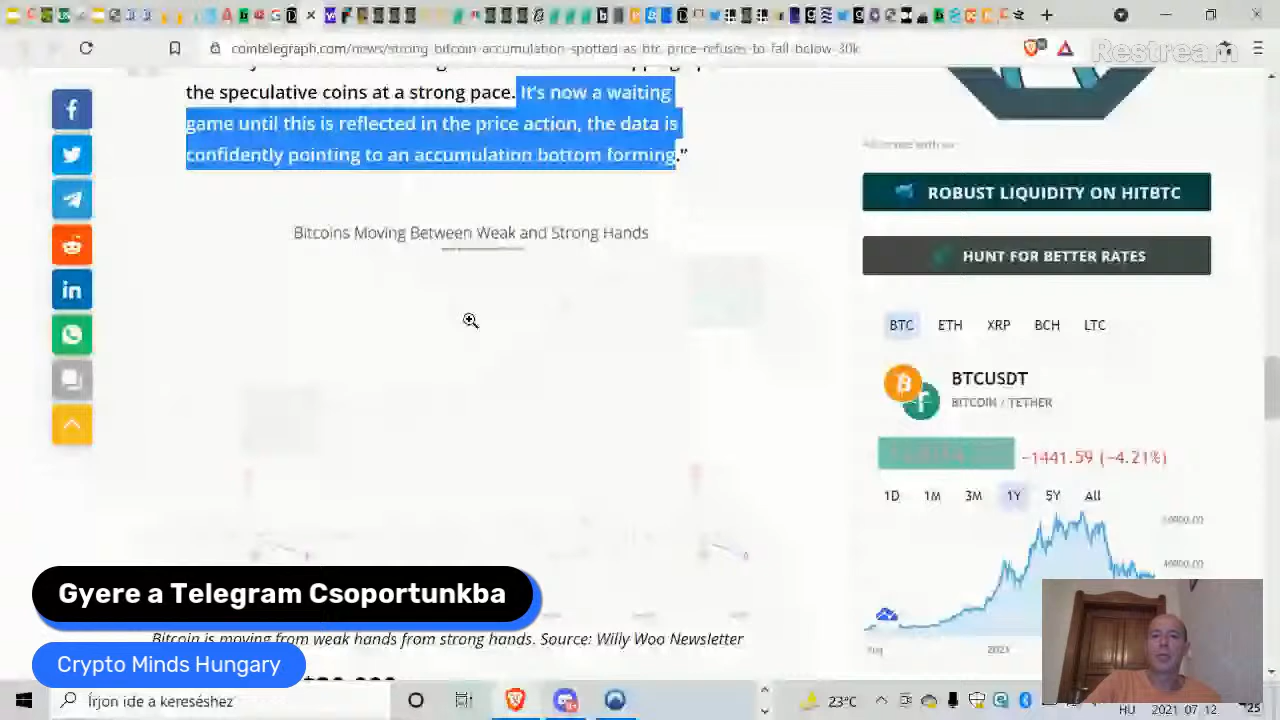 cointelegraph.com/news/strong-bitcoin-accumulation-spotted-as-btc-price-refuses-to-fall-below-30k
Restream
the speculative coins at a strong pace. It's now a waiting
game until this is reflected in the price action, the data is
confidently pointing to an accumulation bottom forming."
Bitcoins Moving Between Weak and Strong Hands
ROBUST LIQUIDITY ON HITBTC
HUNT FOR BETTER RATES
BTC ETH XRP BCH LTC
BTCUSDT
BITCOIN / TETHER
−1441.59 (−4.21%)
1D 1M 3M 1Y 5Y All
Aug 2021
Gyere a Telegram Csoportunkba
Bitcoin is moving from weak hands from strong hands. Source: Willy Woo Newsletter
Crypto Minds Hungary
Írjon ide a kereséshez
23°C
HU
2021. 07. 12
25